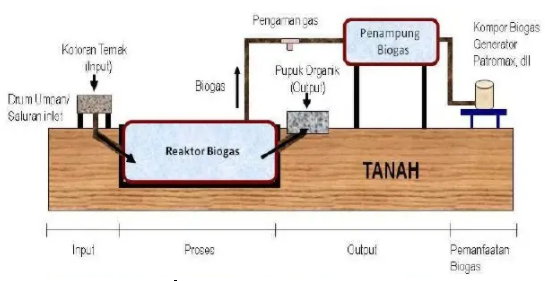 Pengaman gas
Penampung
Biogas
Kompor Biogas
Generator
Patromax, dll
Kotoran Ternak
(Input)
Pupuk Organik
(Output)
Biogas
Drum Umpan/
Saluran inlet
Reaktor Biogas
TANAH
Input
Proses
Output
Pemanfaatan
Biogas